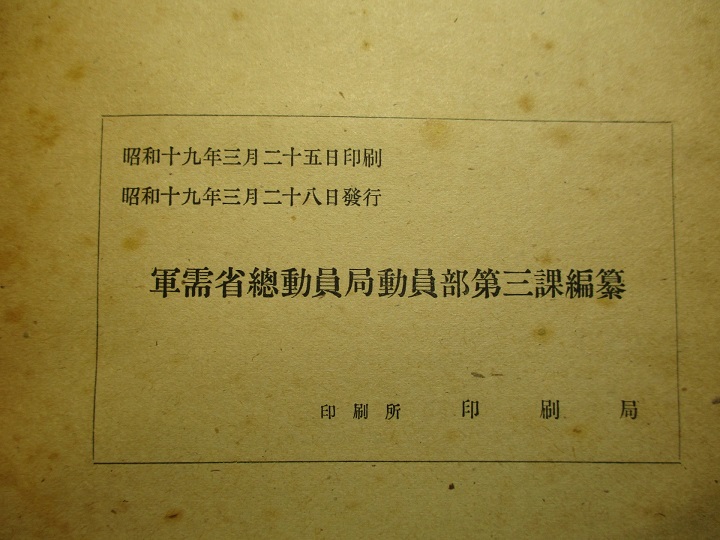 昭和十九年三月二十五日印刷
昭和十九年三月二十八日發行
軍需省總動員局動員部第三課編纂
印刷所 印刷局